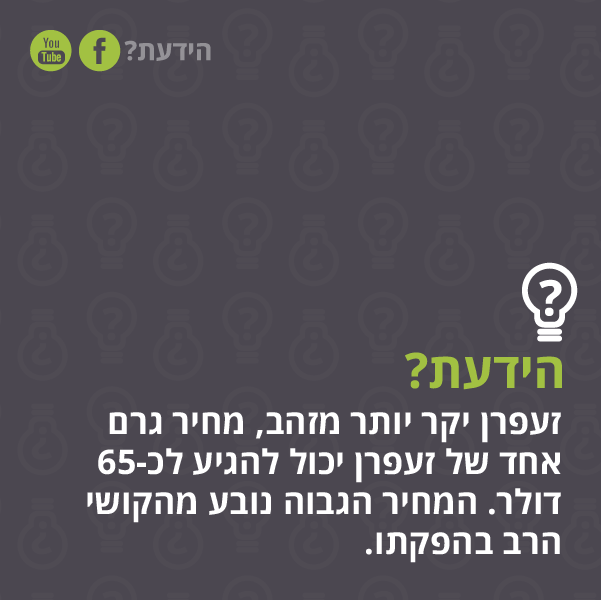 You
Tube
f
הידעת?
הידעת?
זעפרן יקר יותר מזהב, מחיר גרם
אחד של זעפרן יכול להגיע לכ-65
דולר. המחיר הגבוה נובע מהקושי
הרב בהפקתו.